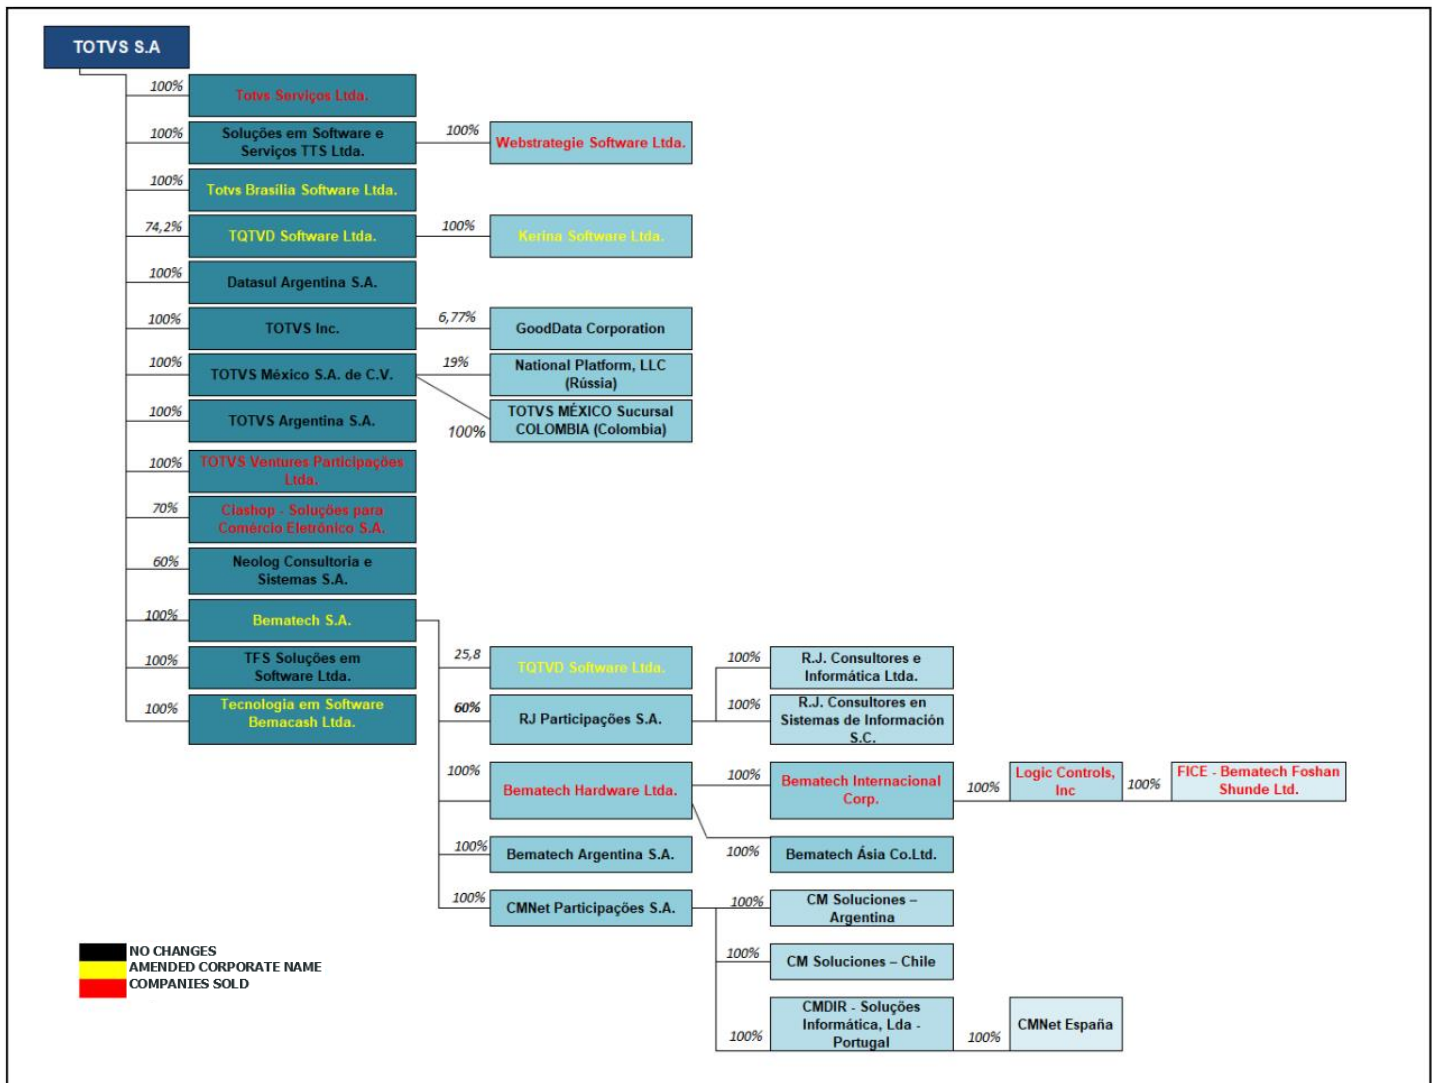 TOTVS S.A
100%
Totvs Serviços Ltda.
100%
Soluções em Software e
Serviços TTS Ltda.
100%
Webstrategie Software Ltda.
100%
Totvs Brasília Software Ltda.
74,2%
TQTVD Software Ltda.
100%
Kerina Software Ltda.
100%
Datasul Argentina S.A.
100%
TOTVS Inc.
6,77%
GoodData Corporation
100%
TOTVS México S.A. de C.V.
19%
National Platform, LLC
(Rússia)
100%
TOTVS Argentina S.A.
100%
TOTVS MÉXICO Sucursal
COLOMBIA (Colombia)
100%
TOTVS Ventures Participações
Ltda.
70%
Ciashop - Soluções para
Comércio Eletrônico S.A.
60%
Neolog Consultoria e
Sistemas S.A.
100%
Bematech S.A.
100%
TFS Soluções em
Software Ltda.
25,8
TQTVD Software Ltda.
100%
R.J. Consultores e
Informática Ltda.
100%
Tecnologia em Software
Bemacash Ltda.
60%
RJ Participações S.A.
100%
R.J. Consultores en
Sistemas de Información
S.C.
100%
Bematech Hardware Ltda.
100%
Bematech Internacional
Corp.
100%
Logic Controls,
Inc
100%
FICE - Bematech Foshan
Shunde Ltd.
100%
Bematech Argentina S.A.
100%
Bematech Ásia Co.Ltd.
100%
CMNet Participações S.A.
100%
CM Soluciones –
Argentina
100%
CM Soluciones – Chile
100%
CMDIR - Soluções
Informática, Lda -
Portugal
100%
CMNet España
NO CHANGES
AMENDED CORPORATE NAME
COMPANIES SOLD